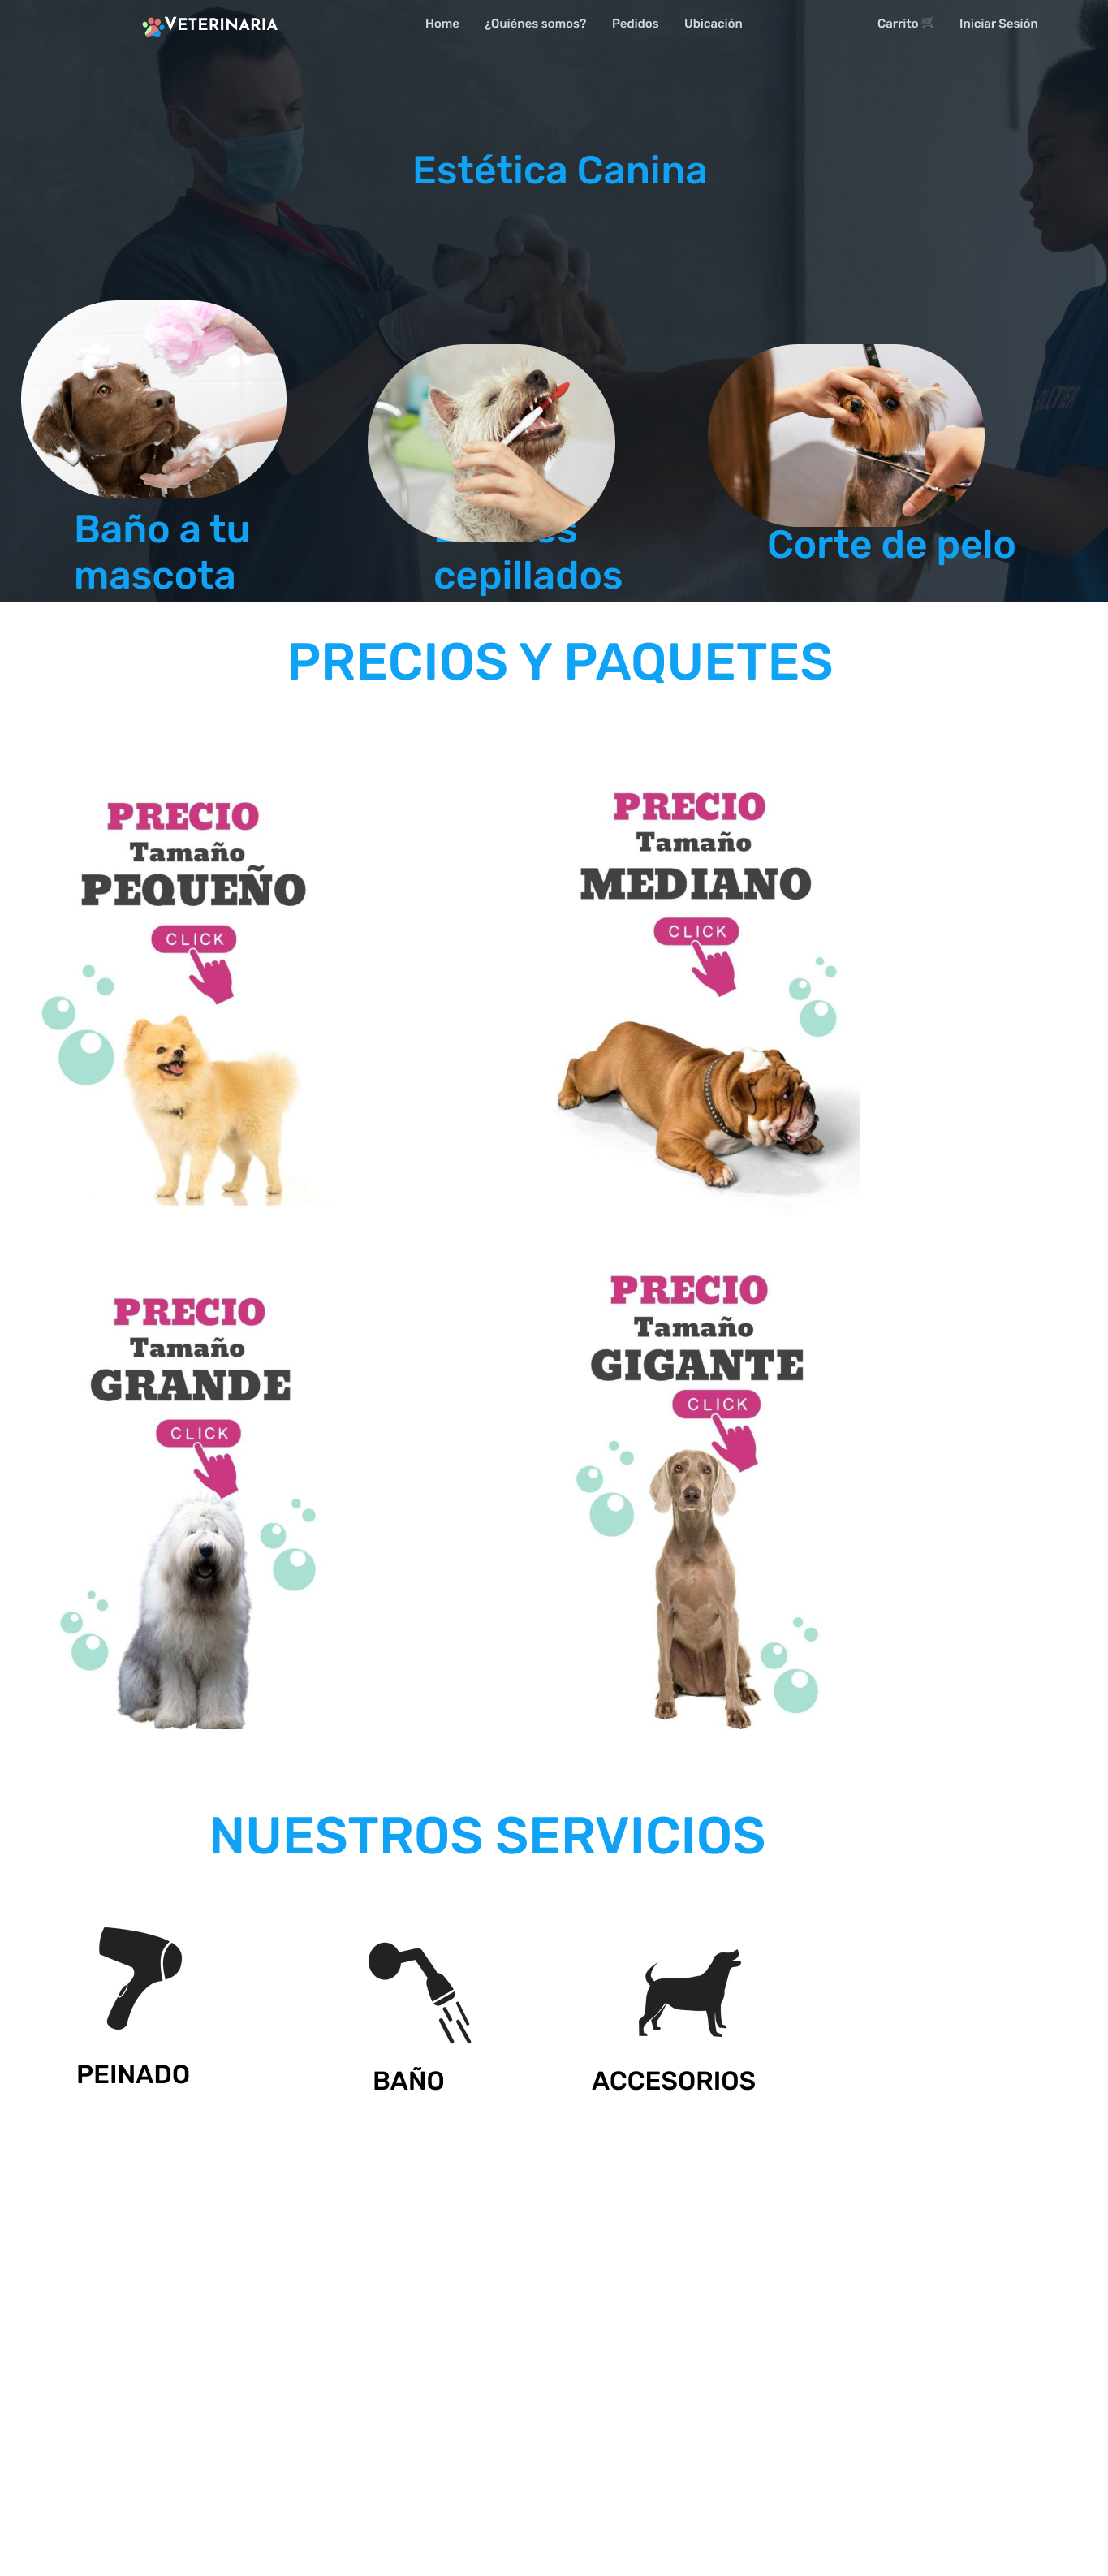 VETERINARIA
Home
¿Quiénes somos?
Pedidos
Ubicación
Carrito
Iniciar Sesión
Estética Canina
Baño a tu
mascota
cepillados
Corte de pelo
PRECIOS Y PAQUETES
PRECIO
Tamaño
PEQUEÑO
CLICK
PRECIO
Tamaño
MEDIANO
CLICK
PRECIO
Tamaño
GRANDE
CLICK
PRECIO
Tamaño
GIGANTE
CLICK
NUESTROS SERVICIOS
PEINADO
BAÑO
ACCESORIOS